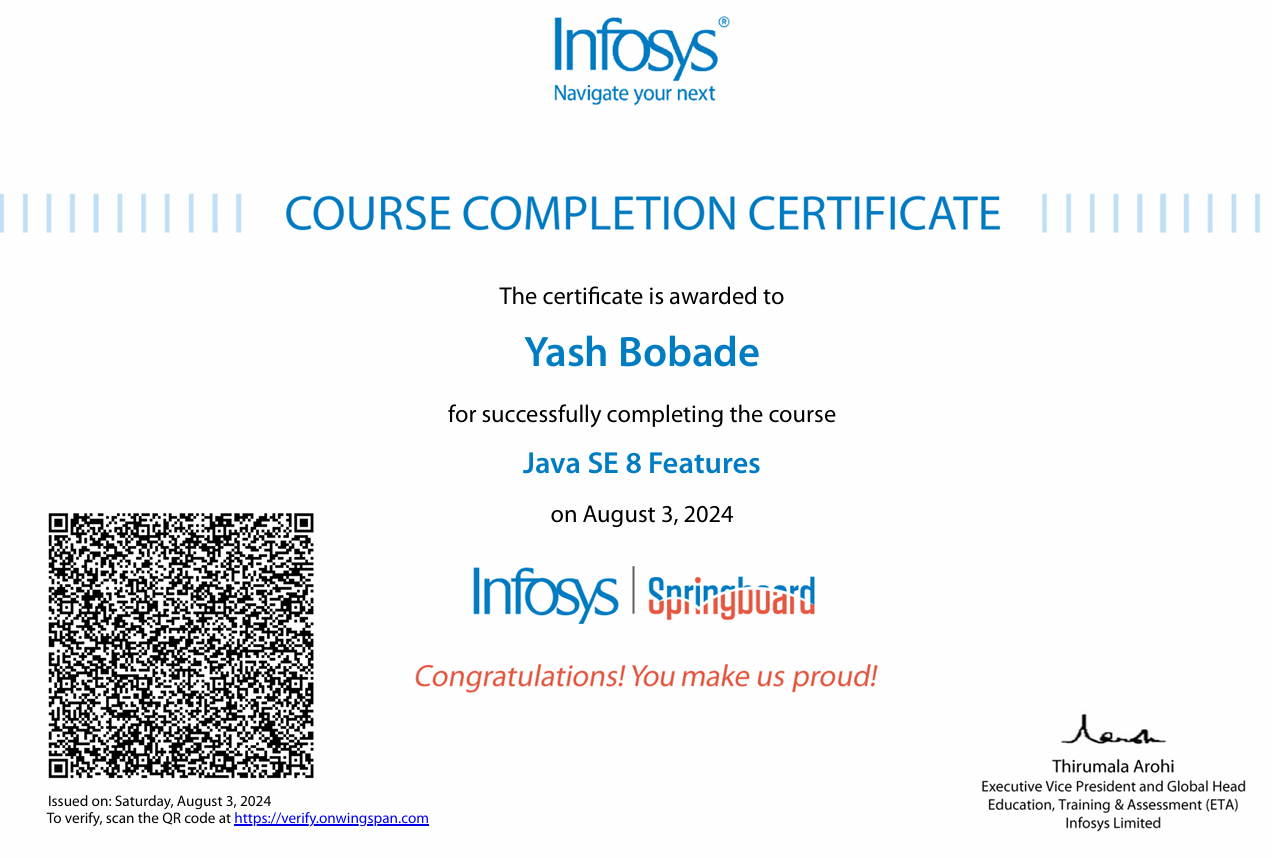 Infosys®
Navigate your next
COURSE COMPLETION CERTIFICATE
The certificate is awarded to
Yash Bobade
for successfully completing the course
Java SE 8 Features
on August 3, 2024
Infosys | Springboard
Congratulations! You make us proud!
Thirumala Arohi
Executive Vice President and Global Head
Education, Training & Assessment (ETA)
Infosys Limited
Issued on: Saturday, August 3, 2024
To verify, scan the QR code at https://verify.onwingspan.com